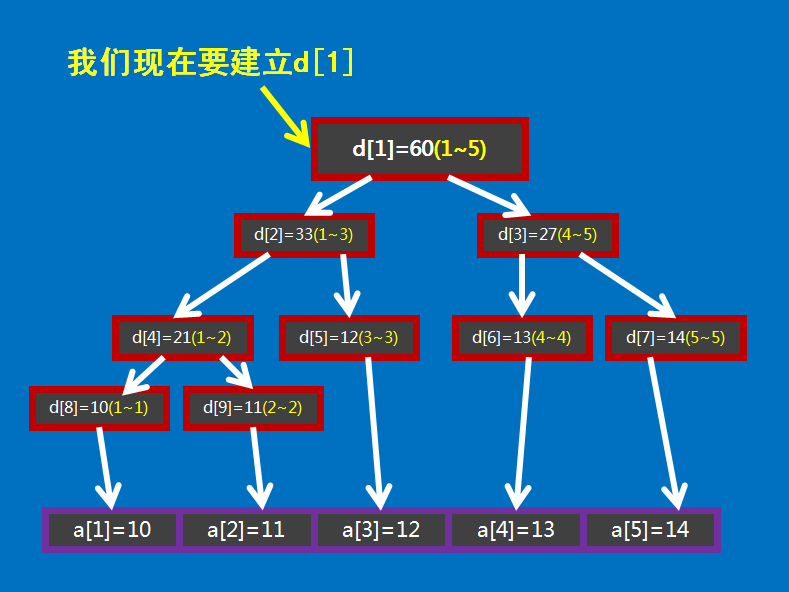 我们现在要建立d[1]
d[1]=60(1~5)
d[2]=33(1~3)
d[3]=27(4~5)
d[4]=21(1~2)
d[5]=12(3~3)
d[6]=13(4~4)
d[7]=14(5~5)
d[8]=10(1~1)
d[9]=11(2~2)
a[1]=10
a[2]=11
a[3]=12
a[4]=13
a[5]=14